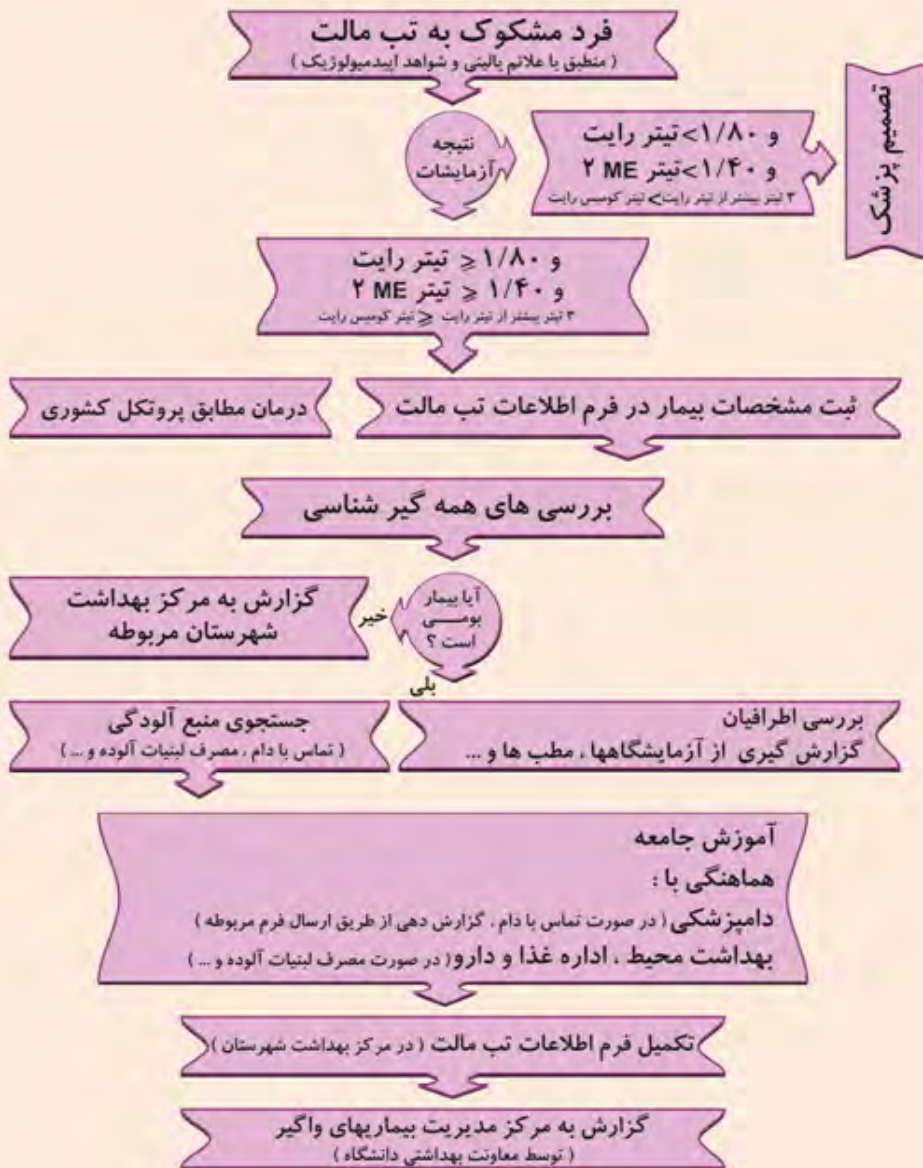 فرد مشکوک به تب مالت
( منطبق با علائم بالینی و شواهد اپیدمیولوژیک )
نتیجه
آزمایشات
و ۱/۸۰>تیتر رایت
و ۱/۴۰>تیتر ۲ ME
۳ تیتر بیشتر از تیتر رایت> تیتر کومبس رایت
تصمیم پزشک
و ۱/۸۰ ≤ تیتر رایت
و ۱/۴۰ ≤ تیتر ۲ ME
۳ تیتر بیشتر از تیتر رایت ≤ تیتر کومبس رایت
ثبت مشخصات بیمار در فرم اطلاعات تب مالت
درمان مطابق پروتکل کشوری
بررسی های همه گیر شناسی
آیا بیمار
بومــــی
است ؟
خیر
گزارش به مرکز بهداشت
شهرستان مربوطه
بلی
بررسی اطرافیان
گزارش گیری از آزمایشگاهها ، مطب ها و ...
جستجوی منبع آلودگی
( تماس با دام ، مصرف لبنیات آلوده و ... )
آموزش جامعه
هماهنگی با :
دامپزشکی ( در صورت تماس با دام ، گزارش دهی از طریق ارسال فرم مربوطه )
بهداشت محیط ، اداره غذا و دارو ( در صورت مصرف لبنیات آلوده و ... )
تکمیل فرم اطلاعات تب مالت ( در مرکز بهداشت شهرستان )
گزارش به مرکز مدیریت بیماریهای واگیر
( توسط معاونت بهداشتی دانشگاه )